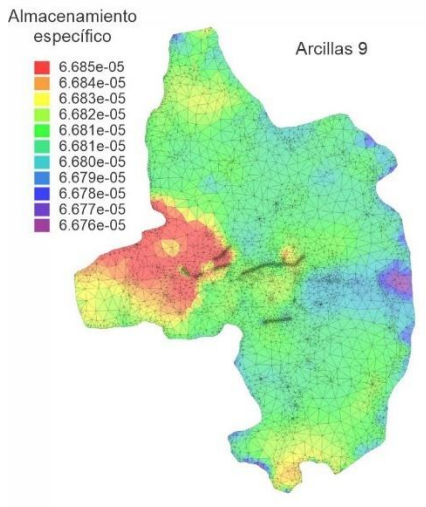 Almacenamiento
específico
Arcillas 9
6.685e-05
6.684e-05
6.683e-05
6.682e-05
6.681e-05
6.681e-05
6.680e-05
6.679e-05
6.678e-05
6.677e-05
6.676e-05